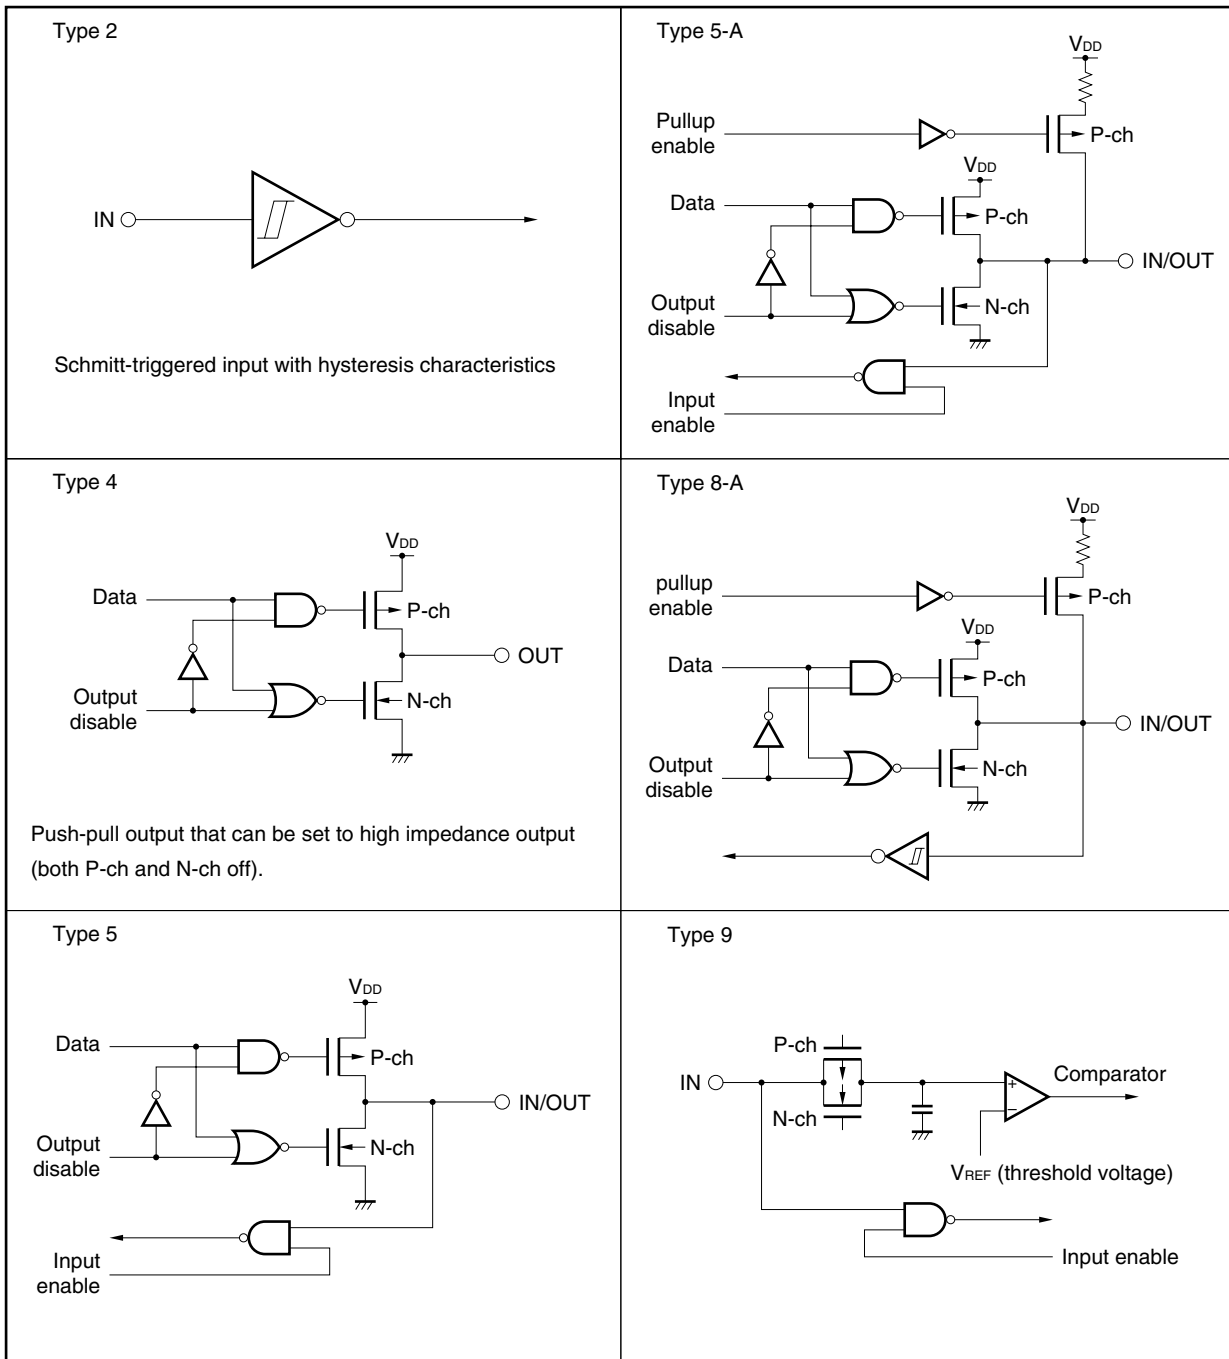 Type 2
IN
Schmitt-triggered input with hysteresis characteristics
Type 5-A
VDD
Pullup
enable
P-ch
VDD
Data
P-ch
IN/OUT
Output
disable
N-ch
Input
enable
Type 4
VDD
Data
P-ch
OUT
Output
disable
N-ch
Push-pull output that can be set to high impedance output
(both P-ch and N-ch off).
Type 8-A
VDD
pullup
enable
P-ch
VDD
Data
P-ch
IN/OUT
Output
disable
N-ch
Type 5
VDD
Data
P-ch
IN/OUT
Output
disable
N-ch
Input
enable
Type 9
P-ch
IN
N-ch
+
−
Comparator
VREF (threshold voltage)
Input enable